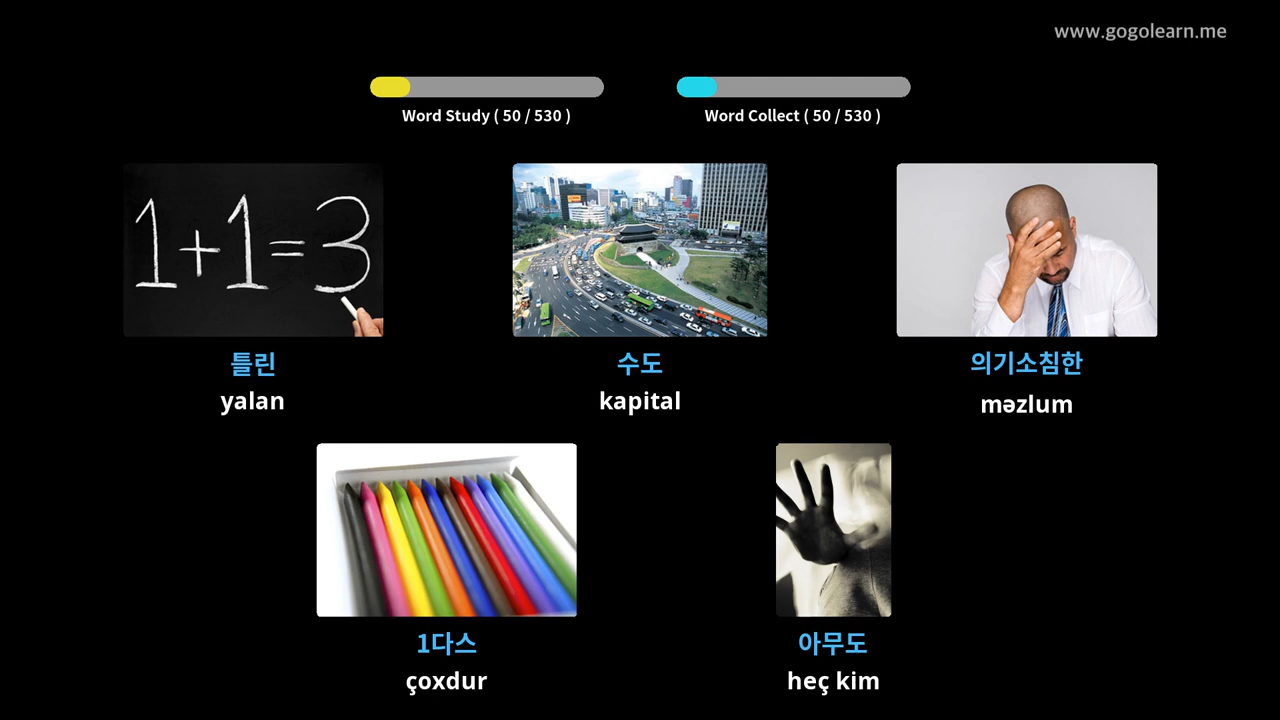 www.gogolearn.me
Word Study ( 50 / 530 )
Word Collect ( 50 / 530 )
1+1=3
틀린
yalan
수도
kapital
의기소침한
məzlum
1다스
çoxdur
아무도
heç kim